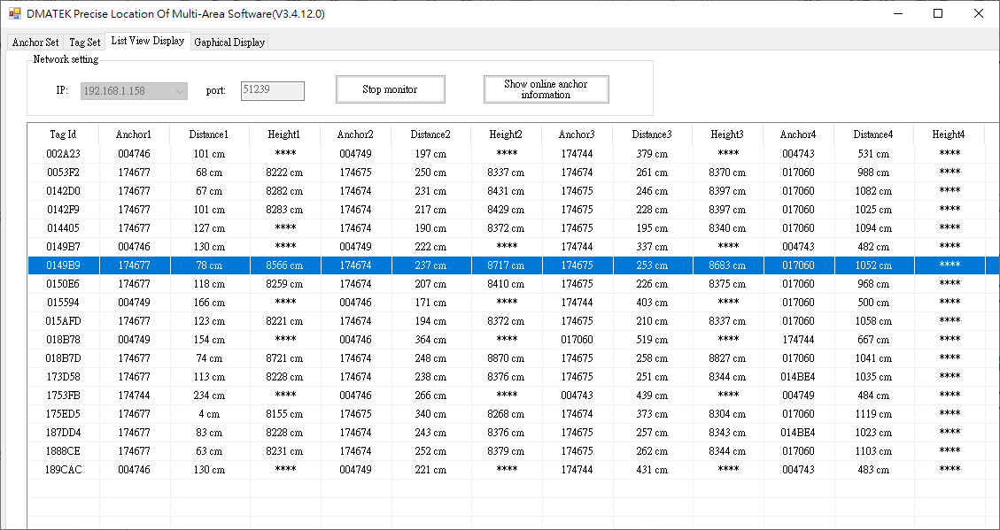 DMATEK Precise Location Of Multi-Area Software(V3.4.12.0)
Anchor Set Tag Set List View Display Gaphical Display
Network setting
IP: 192.168.1.158 port: 51239 Stop monitor Show online anchor
information
Tag Id Anchor1 Distance1 Height1 Anchor2 Distance2 Height2 Anchor3 Distance3 Height3 Anchor4 Distance4 Height4
002A23 004746 101 cm **** 004749 197 cm **** 174744 379 cm **** 004743 531 cm ****
0053F2 174677 68 cm 8222 cm 174675 250 cm 8337 cm 174674 261 cm 8370 cm 017060 988 cm ****
0142D0 174677 67 cm 8282 cm 174674 231 cm 8431 cm 174675 246 cm 8397 cm 017060 1082 cm ****
0142F9 174677 101 cm 8283 cm 174674 217 cm 8429 cm 174675 228 cm 8397 cm 017060 1025 cm ****
014405 174677 127 cm **** 174674 190 cm 8372 cm 174675 195 cm 8340 cm 017060 1094 cm ****
0149B7 004746 130 cm **** 004749 222 cm **** 174744 337 cm **** 004743 482 cm ****
0149B9 174677 78 cm 8566 cm 174674 237 cm 8717 cm 174675 253 cm 8683 cm 017060 1052 cm ****
0150E6 174677 118 cm 8259 cm 174674 207 cm 8410 cm 174675 226 cm 8375 cm 017060 968 cm ****
015594 004749 166 cm **** 004746 171 cm **** 174744 403 cm **** 017060 500 cm ****
015AFD 174677 123 cm 8221 cm 174674 194 cm 8372 cm 174675 210 cm 8337 cm 017060 1058 cm ****
018B78 004749 154 cm **** 004746 364 cm **** 017060 519 cm **** 174744 667 cm ****
018B7D 174677 74 cm 8721 cm 174674 248 cm 8870 cm 174675 258 cm 8827 cm 017060 1041 cm ****
173D58 174677 113 cm 8228 cm 174674 238 cm 8376 cm 174675 251 cm 8344 cm 014BE4 1035 cm ****
1753FB 174744 234 cm **** 004746 266 cm **** 004743 439 cm **** 004749 484 cm ****
175ED5 174677 4 cm 8155 cm 174675 340 cm 8268 cm 174674 373 cm 8304 cm 017060 1119 cm ****
187DD4 174677 83 cm 8228 cm 174674 243 cm 8376 cm 174675 257 cm 8343 cm 014BE4 1023 cm ****
1888CE 174677 63 cm 8231 cm 174674 252 cm 8379 cm 174675 262 cm 8344 cm 017060 1103 cm ****
189CAC 004746 130 cm **** 004749 221 cm **** 174744 431 cm **** 004743 483 cm ****